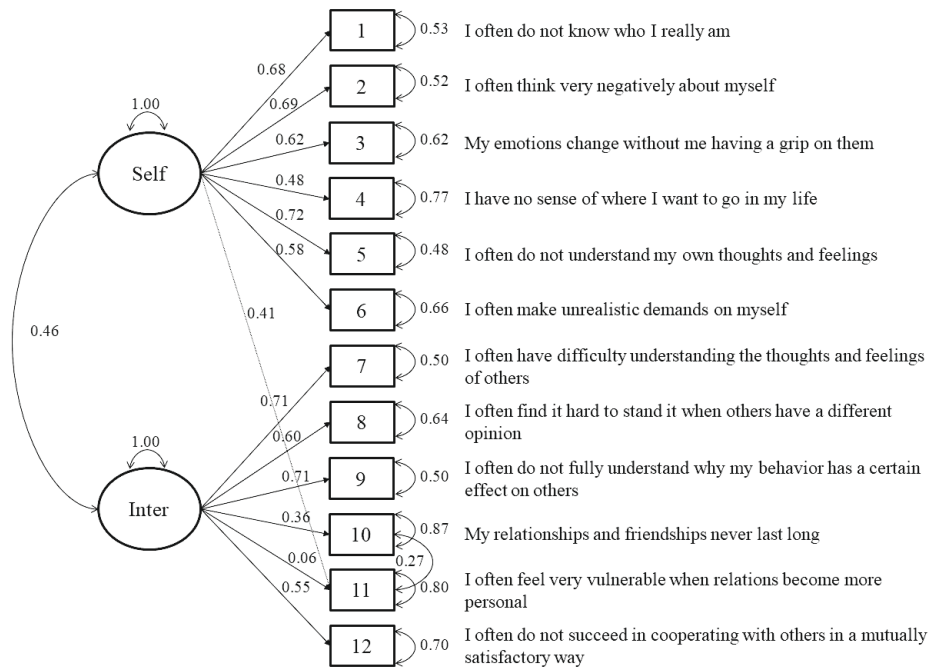 1 0.53 I often do not know who I really am
0.68
2 0.52 I often think very negatively about myself
1.00 0.69
3 0.62 My emotions change without me having a grip on them
0.62
Self
4 0.77 I have no sense of where I want to go in my life
0.48
0.72
5 0.48 I often do not understand my own thoughts and feelings
0.58
6 0.66 I often make unrealistic demands on myself
0.41
0.46
7 0.50 I often have difficulty understanding the thoughts and feelings
of others
0.71
8 0.64 I often find it hard to stand it when others have a different
opinion
0.60
1.00
9 0.50 I often do not fully understand why my behavior has a certain
effect on others
0.71
Inter
0.36
10 0.87 My relationships and friendships never last long
0.06 0.27
11 0.80 I often feel very vulnerable when relations become more
personal
0.55
12 0.70 I often do not succeed in cooperating with others in a mutually
satisfactory way